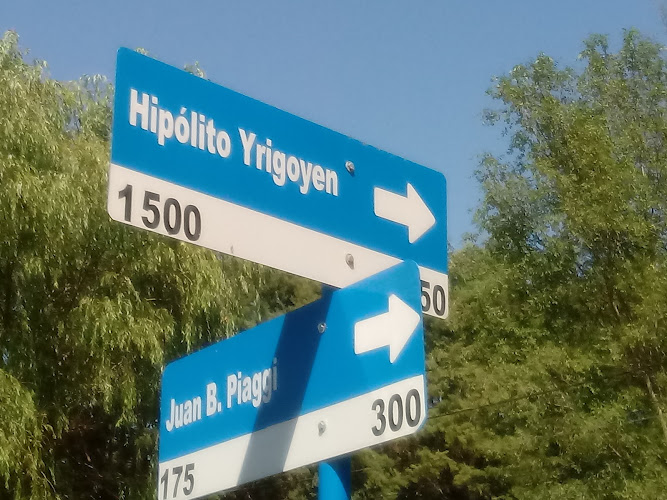 Hipólito Yrigoyen
1500 50
Juan B. Piaggi
175 300